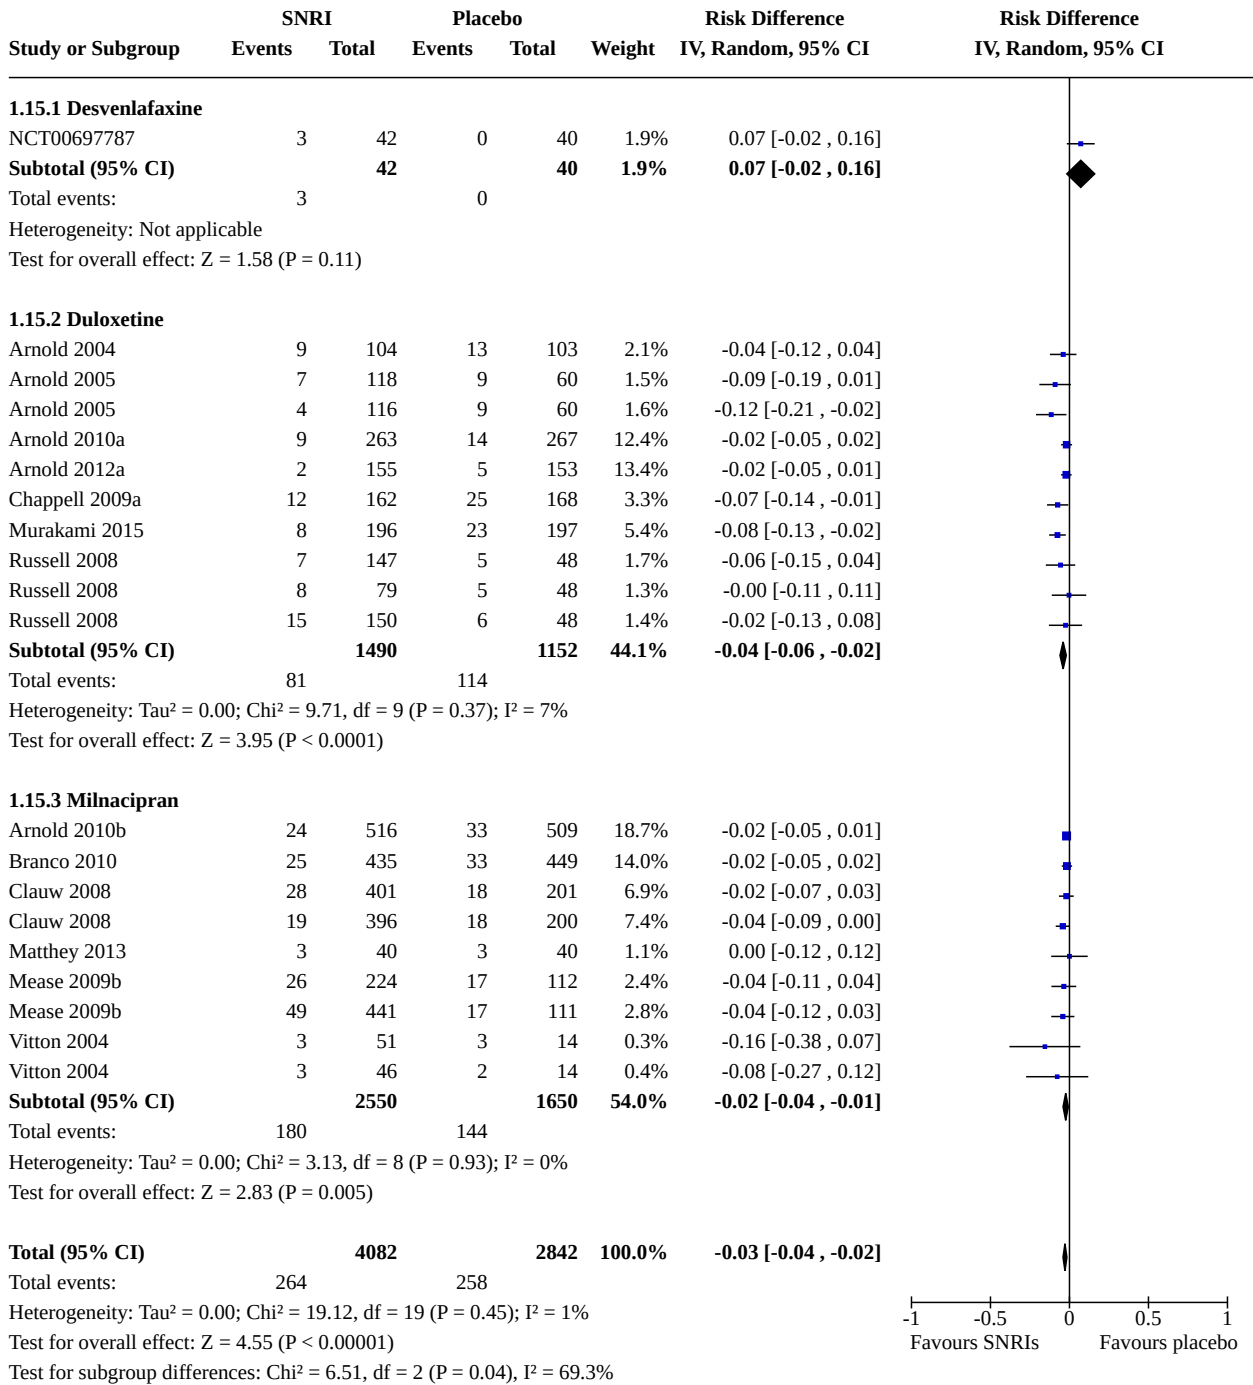 SNRI Placebo Risk Difference Risk Difference
Study or Subgroup Events Total Events Total Weight IV, Random, 95% CI IV, Random, 95% CI
1.15.1 Desvenlafaxine
NCT00697787 3 42 0 40 1.9% 0.07 [-0.02 , 0.16]
Subtotal (95% CI) 42 40 1.9% 0.07 [-0.02 , 0.16]
Total events: 3 0
Heterogeneity: Not applicable
Test for overall effect: Z = 1.58 (P = 0.11)
1.15.2 Duloxetine
Arnold 2004 9 104 13 103 2.1% -0.04 [-0.12 , 0.04]
Arnold 2005 7 118 9 60 1.5% -0.09 [-0.19 , 0.01]
Arnold 2005 4 116 9 60 1.6% -0.12 [-0.21 , -0.02]
Arnold 2010a 9 263 14 267 12.4% -0.02 [-0.05 , 0.02]
Arnold 2012a 2 155 5 153 13.4% -0.02 [-0.05 , 0.01]
Chappell 2009a 12 162 25 168 3.3% -0.07 [-0.14 , -0.01]
Murakami 2015 8 196 23 197 5.4% -0.08 [-0.13 , -0.02]
Russell 2008 7 147 5 48 1.7% -0.06 [-0.15 , 0.04]
Russell 2008 8 79 5 48 1.3% -0.00 [-0.11 , 0.11]
Russell 2008 15 150 6 48 1.4% -0.02 [-0.13 , 0.08]
Subtotal (95% CI) 1490 1152 44.1% -0.04 [-0.06 , -0.02]
Total events: 81 114
Heterogeneity: Tau² = 0.00; Chi² = 9.71, df = 9 (P = 0.37); I² = 7%
Test for overall effect: Z = 3.95 (P < 0.0001)
1.15.3 Milnacipran
Arnold 2010b 24 516 33 509 18.7% -0.02 [-0.05 , 0.01]
Branco 2010 25 435 33 449 14.0% -0.02 [-0.05 , 0.02]
Clauw 2008 28 401 18 201 6.9% -0.02 [-0.07 , 0.03]
Clauw 2008 19 396 18 200 7.4% -0.04 [-0.09 , 0.00]
Matthey 2013 3 40 3 40 1.1% 0.00 [-0.12 , 0.12]
Mease 2009b 26 224 17 112 2.4% -0.04 [-0.11 , 0.04]
Mease 2009b 49 441 17 111 2.8% -0.04 [-0.12 , 0.03]
Vitton 2004 3 51 3 14 0.3% -0.16 [-0.38 , 0.07]
Vitton 2004 3 46 2 14 0.4% -0.08 [-0.27 , 0.12]
Subtotal (95% CI) 2550 1650 54.0% -0.02 [-0.04 , -0.01]
Total events: 180 144
Heterogeneity: Tau² = 0.00; Chi² = 3.13, df = 8 (P = 0.93); I² = 0%
Test for overall effect: Z = 2.83 (P = 0.005)
Total (95% CI) 4082 2842 100.0% -0.03 [-0.04 , -0.02]
Total events: 264 258
Heterogeneity: Tau² = 0.00; Chi² = 19.12, df = 19 (P = 0.45); I² = 1%
-1 -0.5 0 0.5 1
Test for overall effect: Z = 4.55 (P < 0.00001) Favours SNRIs Favours placebo
Test for subgroup differences: Chi² = 6.51, df = 2 (P = 0.04), I² = 69.3%